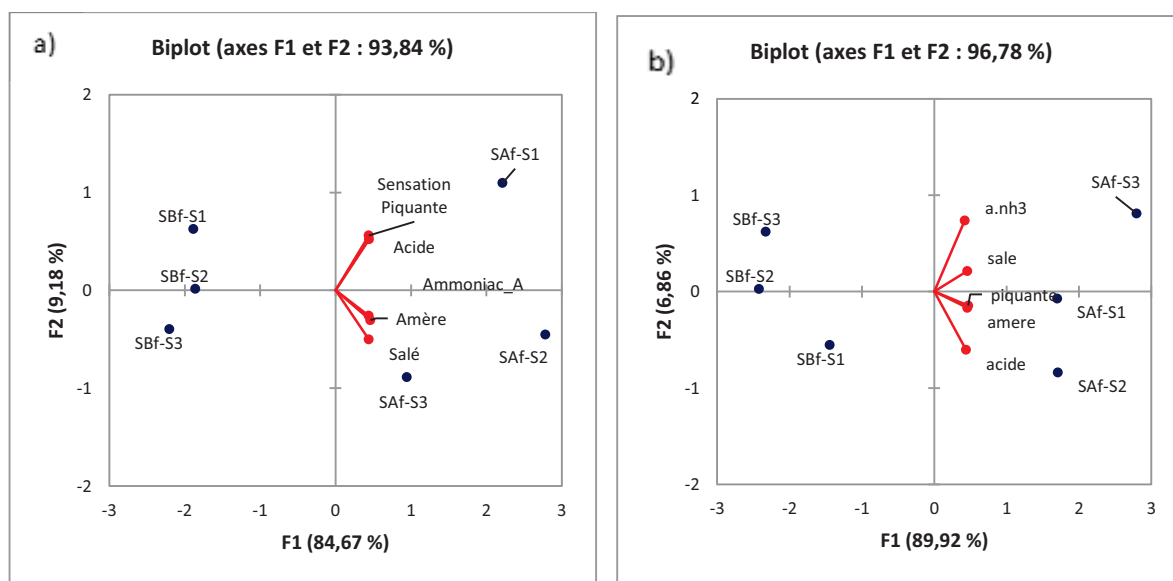 a)
Biplot (axes F1 et F2 : 93,84 %)
2
SAf-S1
Sensation
Piquante
1
SBf-S1
Acide
SBf-S2
Ammoniac_A
0
Amère
SBf-S3
Salé
SAf-S2
SAf-S3
-1
-2
-3
-2
-1
0
1
2
3
F2 (9,18 %)
F1 (84,67 %)
b)
Biplot (axes F1 et F2 : 96,78 %)
2
SAf-S3
1
a.nh3
SBf-S3
sale
SBf-S2
0
piquante
SAf-S1
amere
SBf-S1
acide
SAf-S2
-1
-2
-3
-2
-1
0
1
2
3
F2 (6,86 %)
F1 (89,92 %)